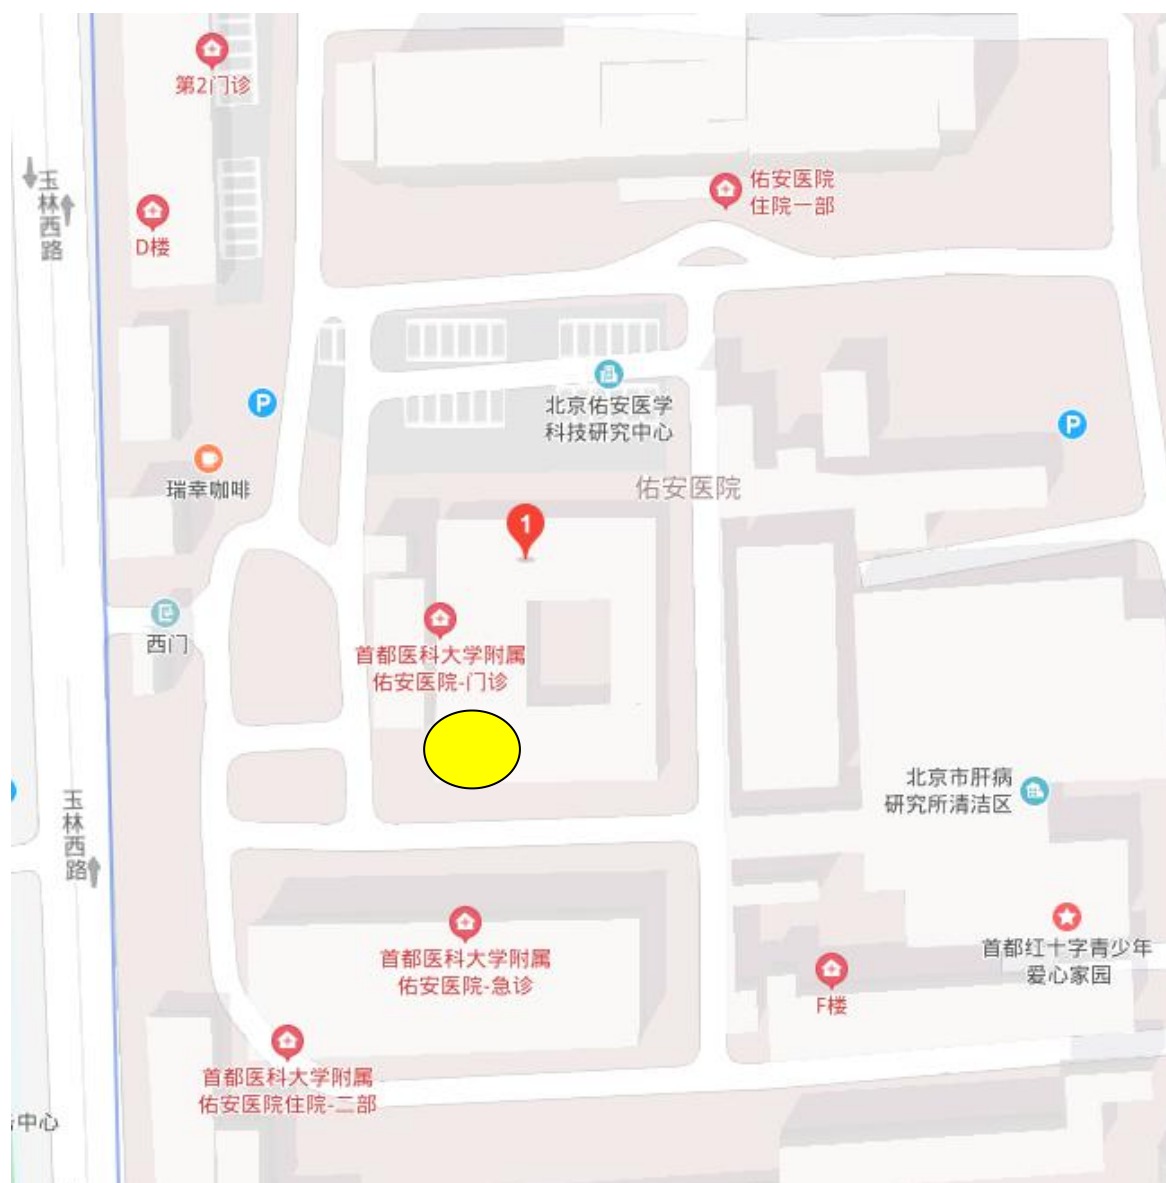 第2门诊
佑安医院
住院一部
玉林西路
D楼
P
北京佑安医学
科技研究中心
P
瑞幸咖啡
佑安医院
1
西门
首都医科大学附属
佑安医院-门诊
北京市肝病
研究所清洁区
玉林西路
首都医科大学附属
佑安医院-急诊
首都红十字青少年
爱心家园
F楼
首都医科大学附属
佑安医院住院-二部
中心